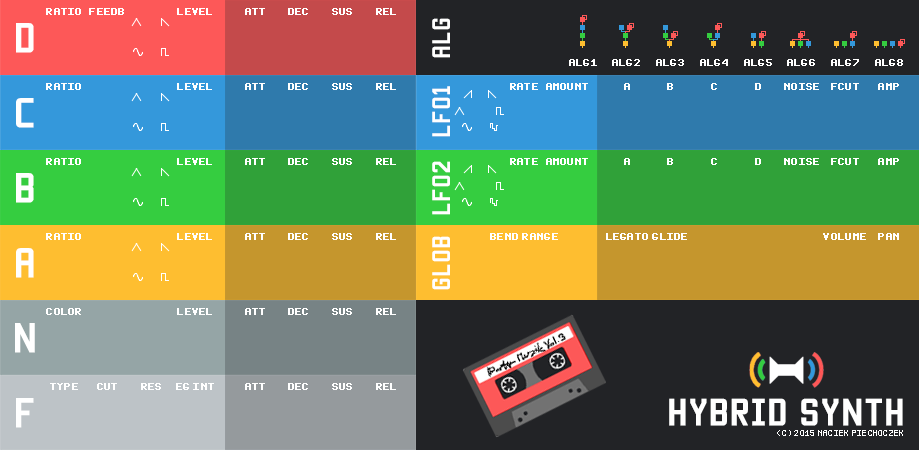 D RATIO FEEDB LEVEL ATT DEC SUS REL
ALG ALG1 ALG2 ALG3 ALG4 ALG5 ALG6 ALG7 ALG8
C RATIO LEVEL ATT DEC SUS REL
LFO1 RATE AMOUNT A B C D NOISE FCUT AMP
B RATIO LEVEL ATT DEC SUS REL
LFO2 RATE AMOUNT A B C D NOISE FCUT AMP
A RATIO LEVEL ATT DEC SUS REL
GLOB BEND RANGE LEGATO GLIDE VOLUME PAN
N COLOR LEVEL ATT DEC SUS REL
F TYPE CUT RES EG INT ATT DEC SUS REL
Party Muzik Vol.3
HYBRID SYNTH
(C) 2015 MACIEK PIECHOCZEK